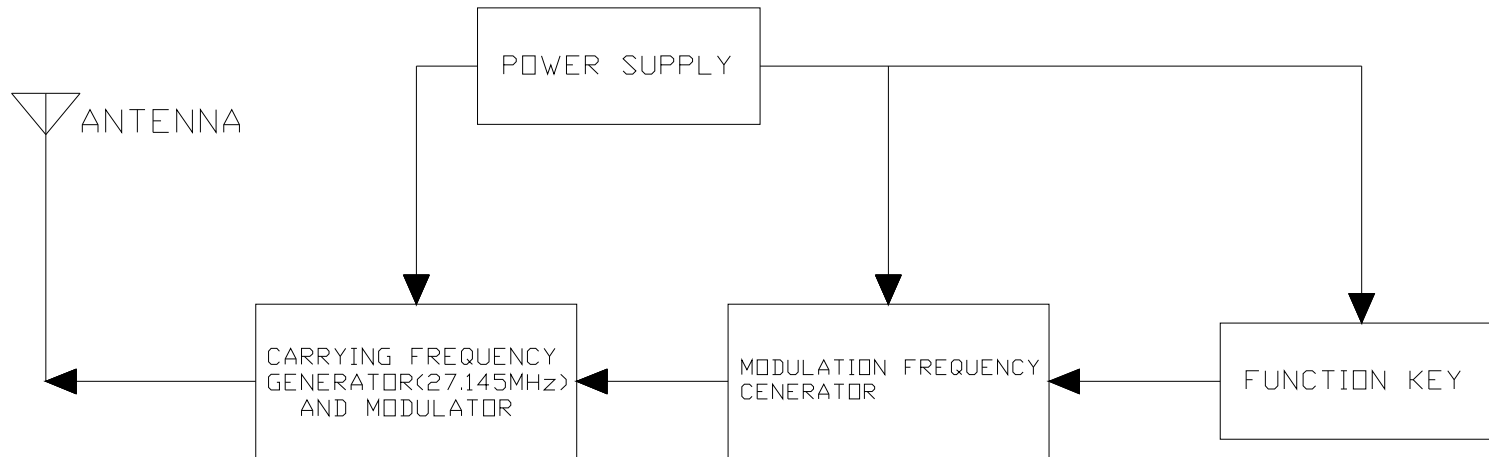 POWER SUPPLY
ANTENNA
CARRYING FREQUENCY
GENERATOR(27.145MHz)
AND MODULATOR
MODULATION FREQUENCY
CENERATOR
FUNCTION KEY